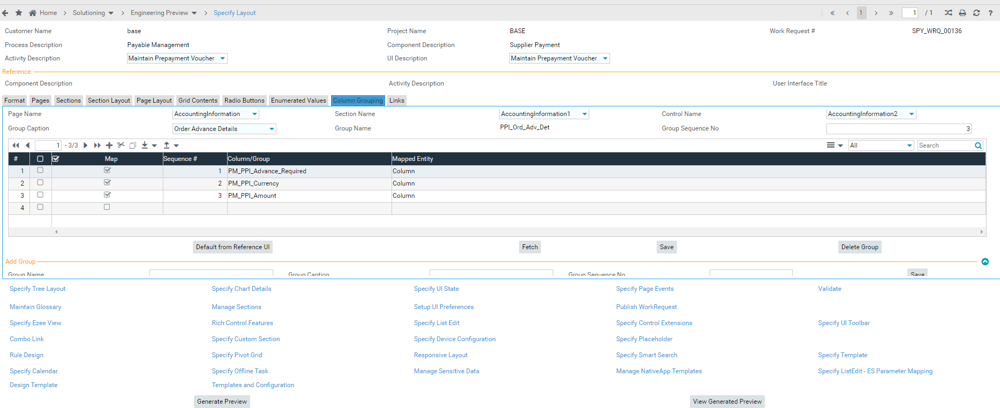 Home > Solutioning > Engineering Preview > Specify Layout « < 1 > » 1 / 1 ?
Customer Name base Project Name BASE Work Request # SPY_WRQ_00136
Process Description Payable Management Component Description Supplier Payment
Activity Description Maintain Prepayment Voucher UI Description Maintain Prepayment Voucher
Reference:
Component Description Activity Description User Interface Title
Format Pages Sections Section Layout Page Layout Grid Contents Radio Buttons Enumerated Values Column Grouping Links
Page Name AccountingInformation Section Name AccountingInformation1 Control Name AccountingInformation2
Group Caption Order Advance Details Group Name PPI_Ord_Adv_Det Group Sequence No 3
1 - 3/3 All Search
# Map Sequence # Column/Group Mapped Entity
1 1 PM_PPI_Advance_Required Column
2 2 PM_PPI_Currency Column
3 3 PM_PPI_Amount Column
4
Default from Reference UI Fetch Save Delete Group
Add Group
Group Name Group Caption Group Sequence No Save
Specify Tree Layout Specify Chart Details Specify UI State Specify Page Events Validate
Maintain Glossary Manage Sections Setup UI Preferences Publish WorkRequest
Specify Ezee View Rich Control Features Specify List Edit Specify Control Extensions Specify UI Toolbar
Combo Link Specify Custom Section Specify Device Configuration Specify Placeholder
Rule Design Specify Pivot Grid Responsive Layout Specify Smart Search Specify Template
Specify Calendar Specify Offline Task Manage Sensitive Data Manage NativeApp Templates Specify ListEdit - ES Parameter Mapping
Design Template Templates and Configuration
Generate Preview View Generated Preview